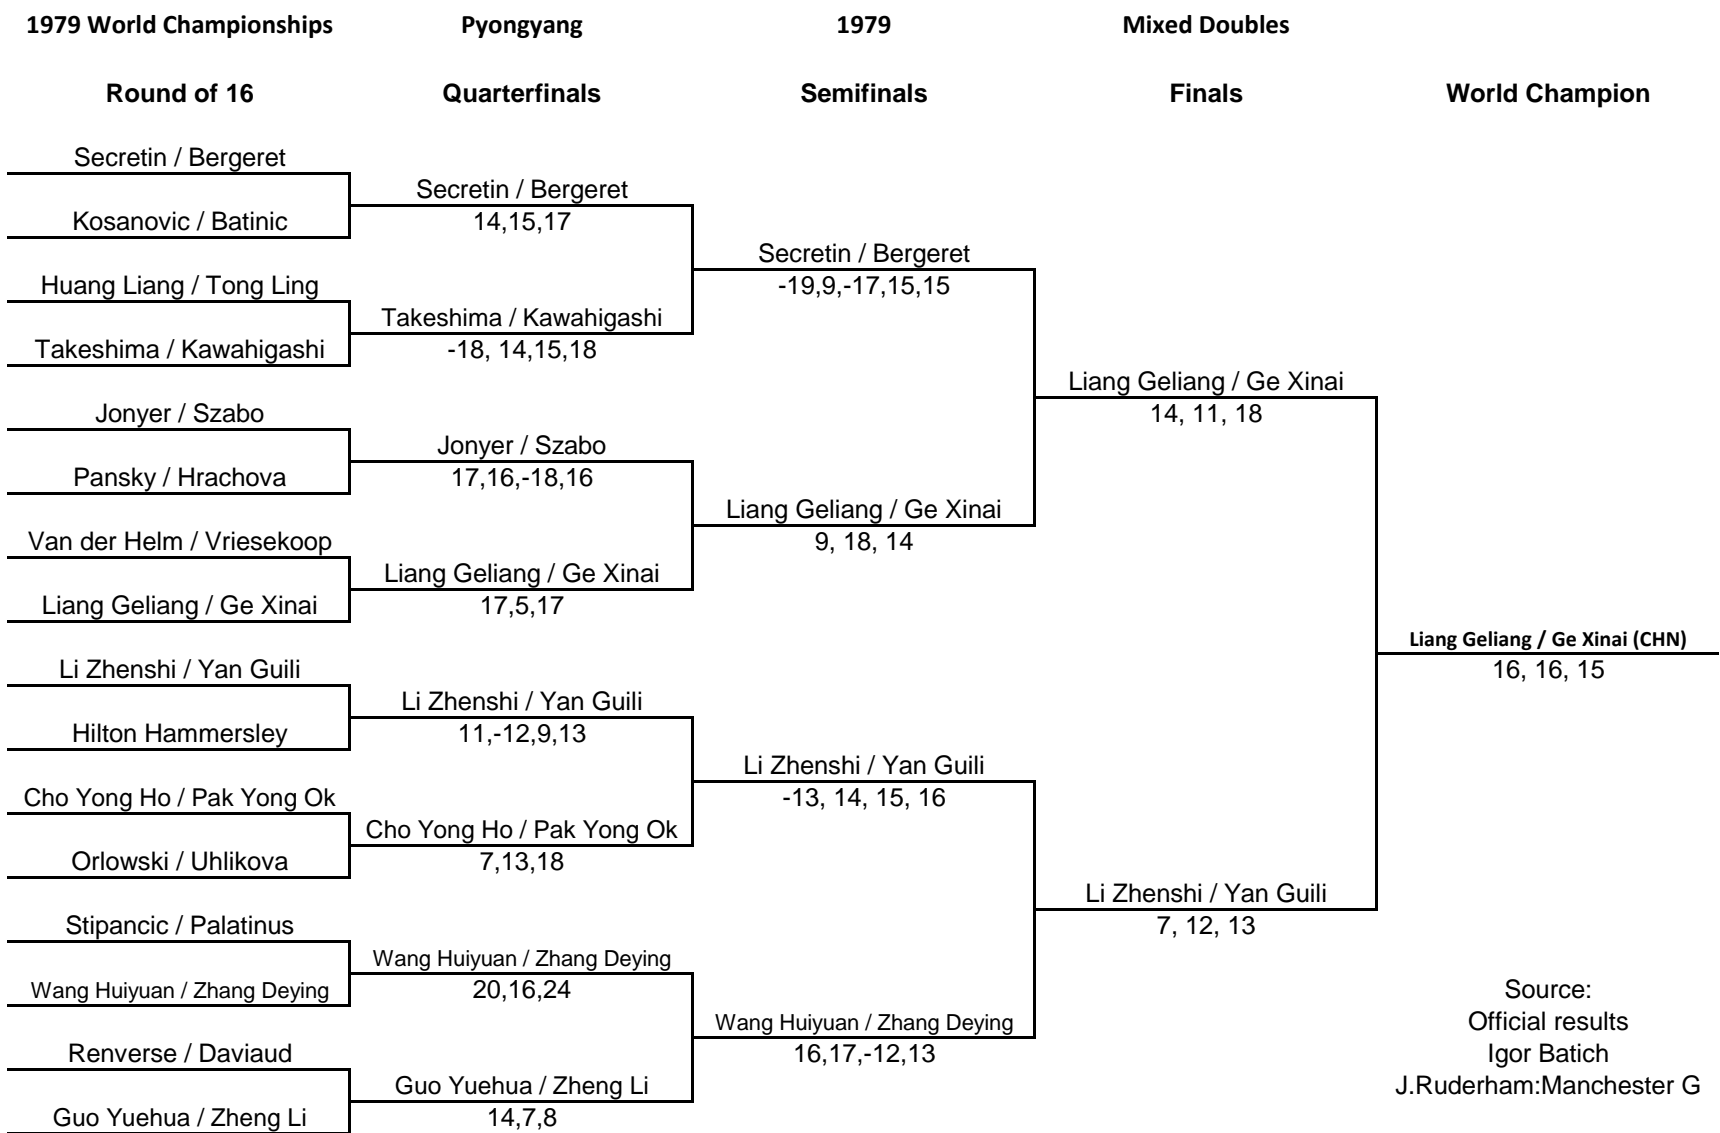 1979 World Championships Pyongyang 1979 Mixed Doubles
Round of 16 Quarterfinals Semifinals Finals World Champion
Secretin / Bergeret
Secretin / Bergeret
Kosanovic / Batinic 14,15,17
Secretin / Bergeret
Huang Liang / Tong Ling -19,9,-17,15,15
Takeshima / Kawahigashi
Takeshima / Kawahigashi -18, 14,15,18
Liang Geliang / Ge Xinai
Jonyer / Szabo 14, 11, 18
Jonyer / Szabo
Pansky / Hrachova 17,16,-18,16
Liang Geliang / Ge Xinai
Van der Helm / Vriesekoop 9, 18, 14
Liang Geliang / Ge Xinai
Liang Geliang / Ge Xinai 17,5,17
Liang Geliang / Ge Xinai (CHN)
Li Zhenshi / Yan Guili 16, 16, 15
Li Zhenshi / Yan Guili
Hilton Hammersley 11,-12,9,13
Li Zhenshi / Yan Guili
Cho Yong Ho / Pak Yong Ok -13, 14, 15, 16
Cho Yong Ho / Pak Yong Ok
Orlowski / Uhlikova 7,13,18
Li Zhenshi / Yan Guili
Stipancic / Palatinus 7, 12, 13
Wang Huiyuan / Zhang Deying
Wang Huiyuan / Zhang Deying 20,16,24 Source:
Wang Huiyuan / Zhang Deying Official results
Renverse / Daviaud 16,17,-12,13 Igor Batich
Guo Yuehua / Zheng Li J.Ruderham:Manchester G
Guo Yuehua / Zheng Li 14,7,8